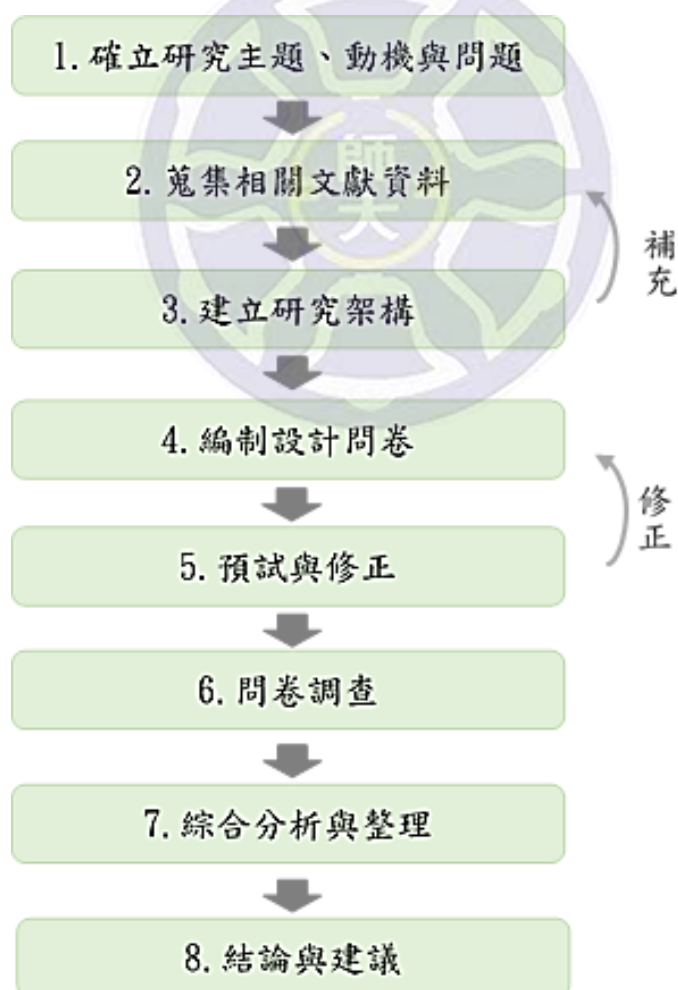 1. 確立研究主題、動機與問題
師大
2. 蒐集相關文獻資料
補充
3. 建立研究架構
4. 編制設計問卷
修正
5. 預試與修正
6. 問卷調查
7. 綜合分析與整理
8. 結論與建議